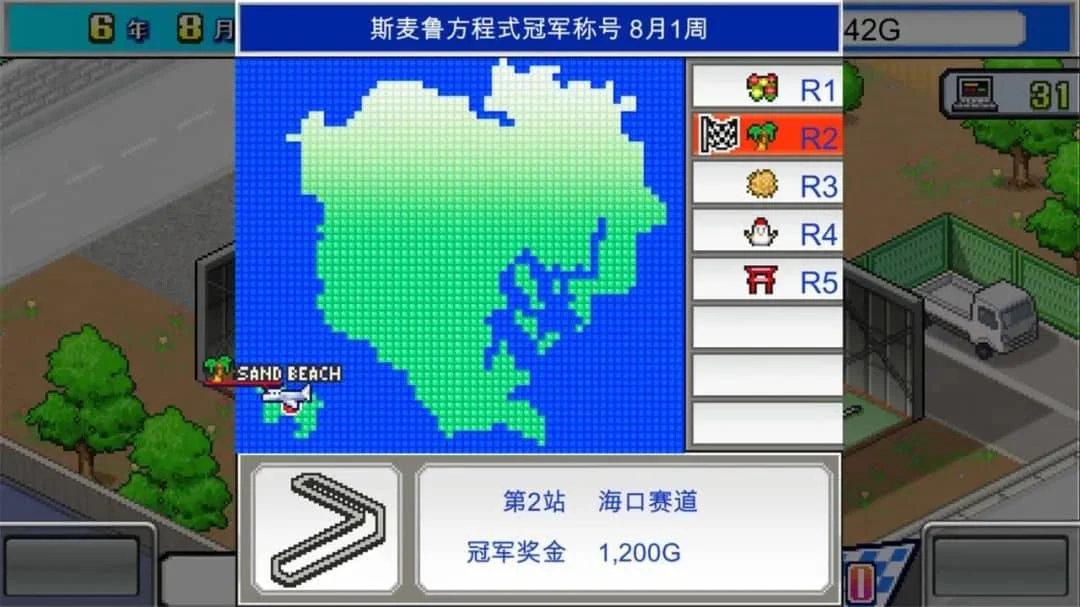 6年 8月
斯麦鲁方程式冠军称号 8月1周
42G
31
R1
R2
R3
R4
R5
SAND BEACH
第2站 海口赛道
冠军奖金 1,200G
0